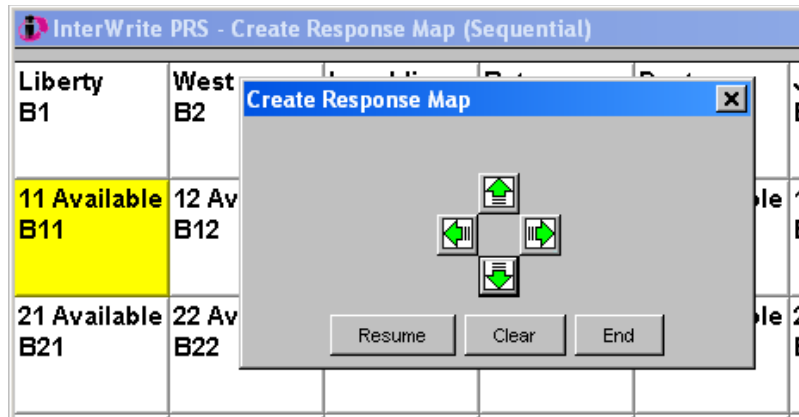 InterWrite PRS - Create Response Map (Sequential)
Liberty
B1
West
B2
Create Response Map
11 Available
B11
12 Av
B12
21 Available
B21
22 Av
B22
Resume
Clear
End